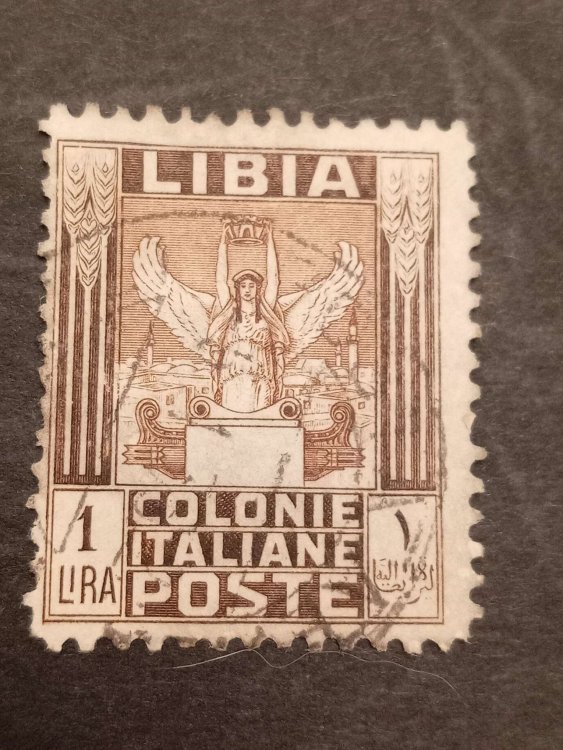 LIBIA
COLONIE
ITALIANE
POSTE
1
LIRA
١